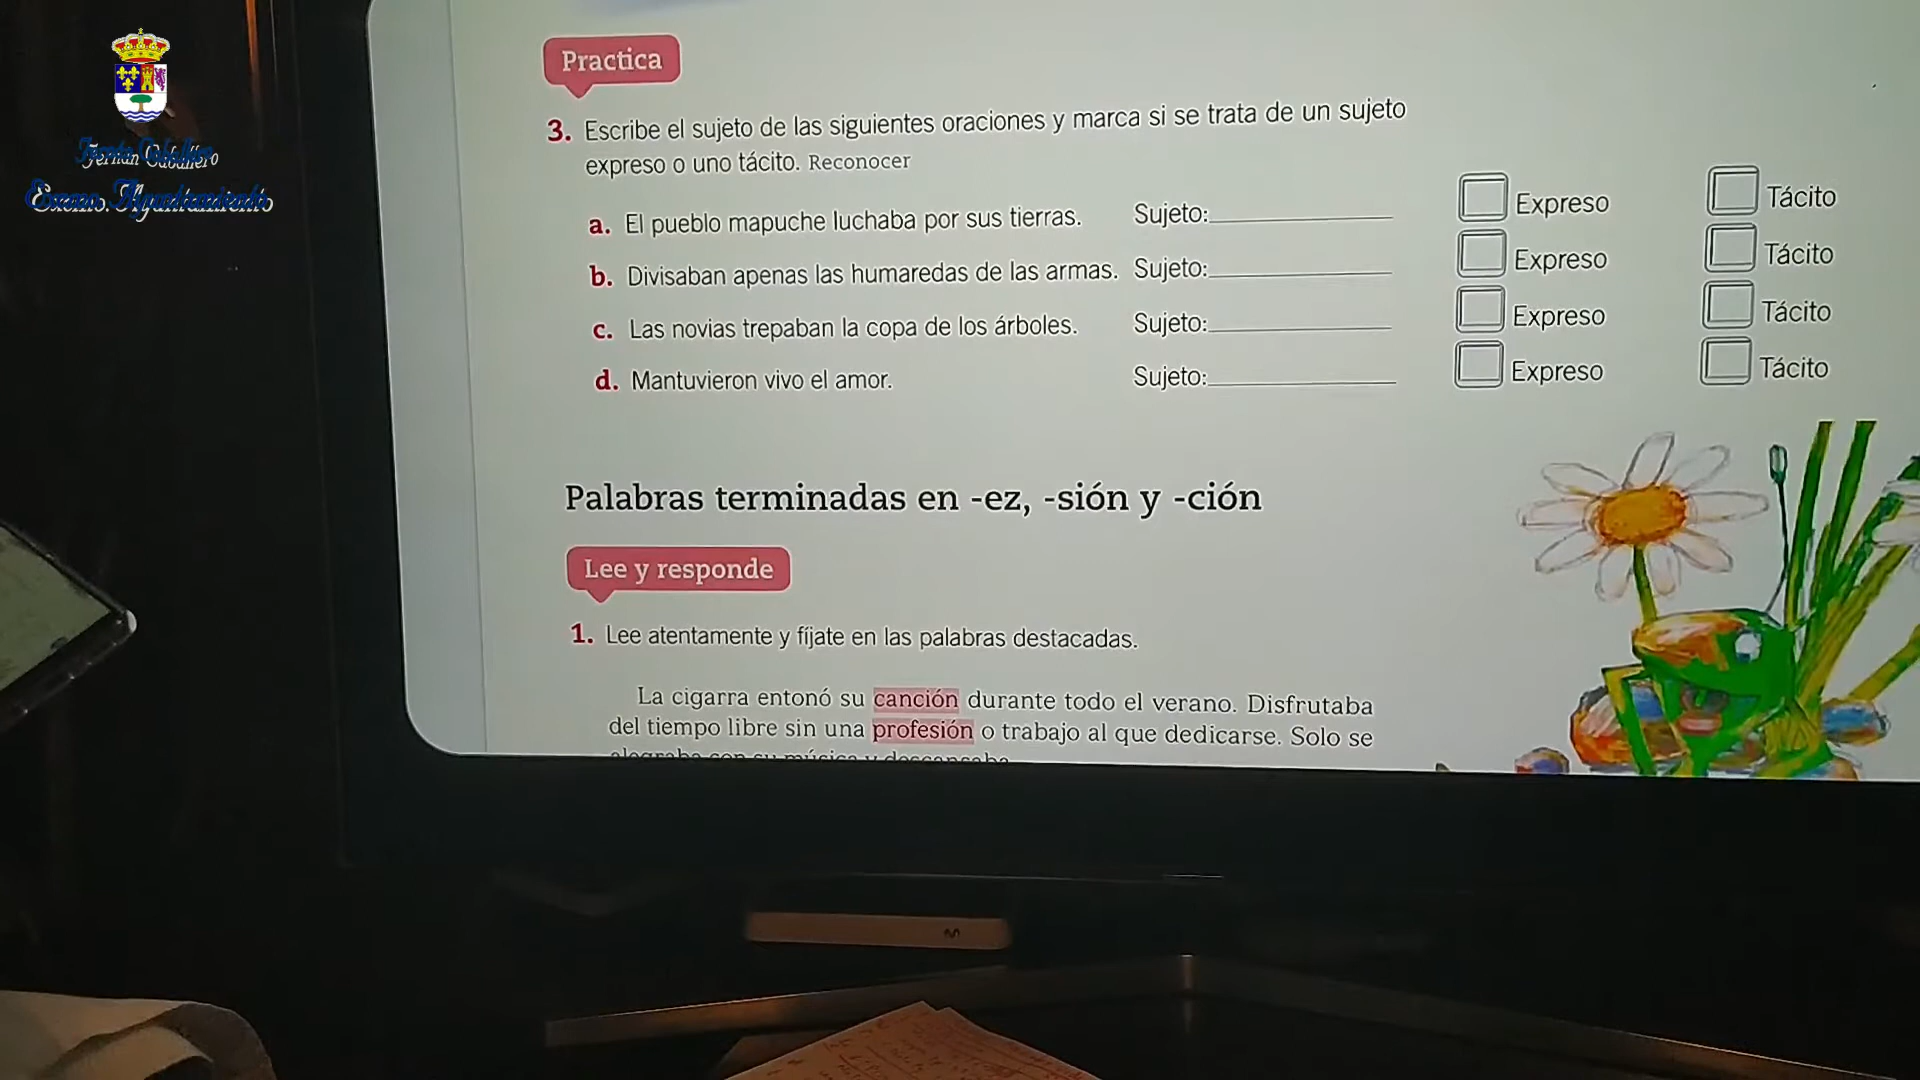 Fernán Caballero
Excmo. Ayuntamiento
Practica
3. Escribe el sujeto de las siguientes oraciones y marca si se trata de un sujeto
expreso o uno tácito. Reconocer
a. El pueblo mapuche luchaba por sus tierras. Sujeto: Expreso Tácito
b. Divisaban apenas las humaredas de las armas. Sujeto: Expreso Tácito
c. Las novias trepaban la copa de los árboles. Sujeto: Expreso Tácito
d. Mantuvieron vivo el amor. Sujeto: Expreso Tácito
Palabras terminadas en -ez, -sión y -ción
Lee y responde
1. Lee atentamente y fíjate en las palabras destacadas.
La cigarra entonó su canción durante todo el verano. Disfrutaba
del tiempo libre sin una profesión o trabajo al que dedicarse. Solo se
alegraba con su música y descansaba